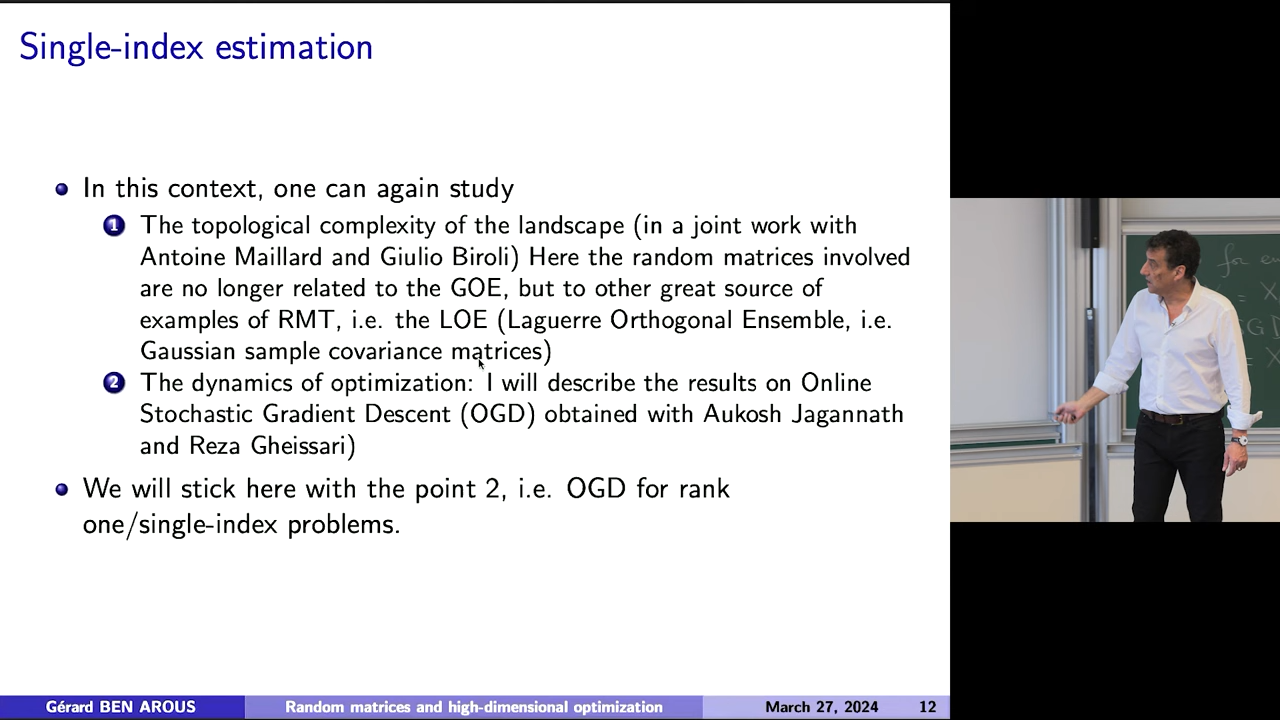 Single-index estimation
In this context, one can again study
1 The topological complexity of the landscape (in a joint work with
Antoine Maillard and Giulio Biroli) Here the random matrices involved
are no longer related to the GOE, but to other great source of
examples of RMT, i.e. the LOE (Laguerre Orthogonal Ensemble, i.e.
Gaussian sample covariance matrices)
2 The dynamics of optimization: I will describe the results on Online
Stochastic Gradient Descent (OGD) obtained with Aukosh Jagannath
and Reza Gheissari)
We will stick here with the point 2, i.e. OGD for rank
one/single-index problems.
for
= X
SG
= X
Gérard BEN AROUS Random matrices and high-dimensional optimization March 27, 2024 12